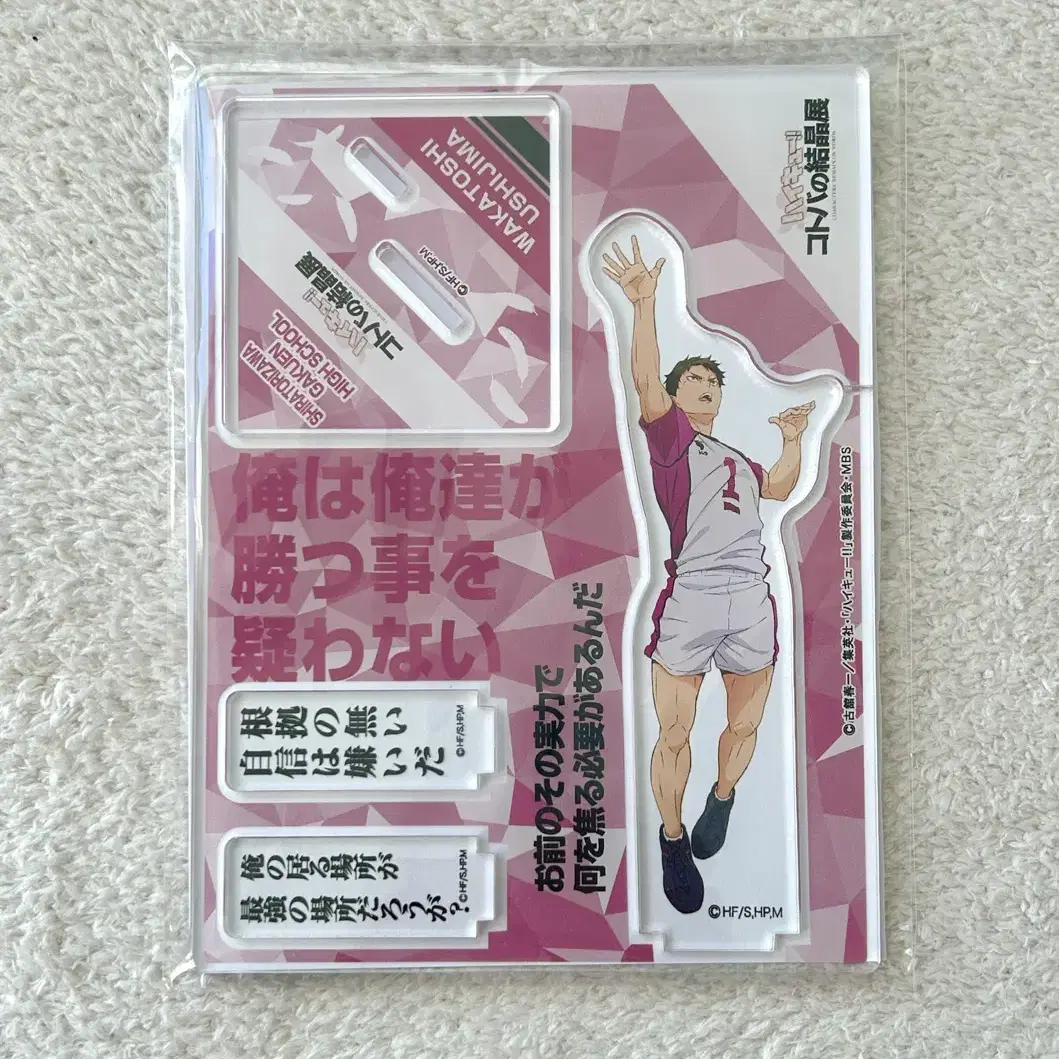 ハイキュー!!
コトバの結晶展
WAKATOSHI
USHIJIMA
©HF/S,HP,M
ハイキュー!!
コトバの結晶展
SHIRATORIZAWA
GAKUEN
HIGH SCHOOL
俺は俺達が
勝つ事を
疑わない
お前のその実力で
何を焦る必要があるんだ
根拠の無い
自信は嫌いだ
©HF/S,HP,M
俺の居る場所が
最強の場所だろうが?
©HF/S,HP,M
1
©HF/S,HP,M
©古舘春一/集英社・「ハイキュー!!」製作委員会・MBS